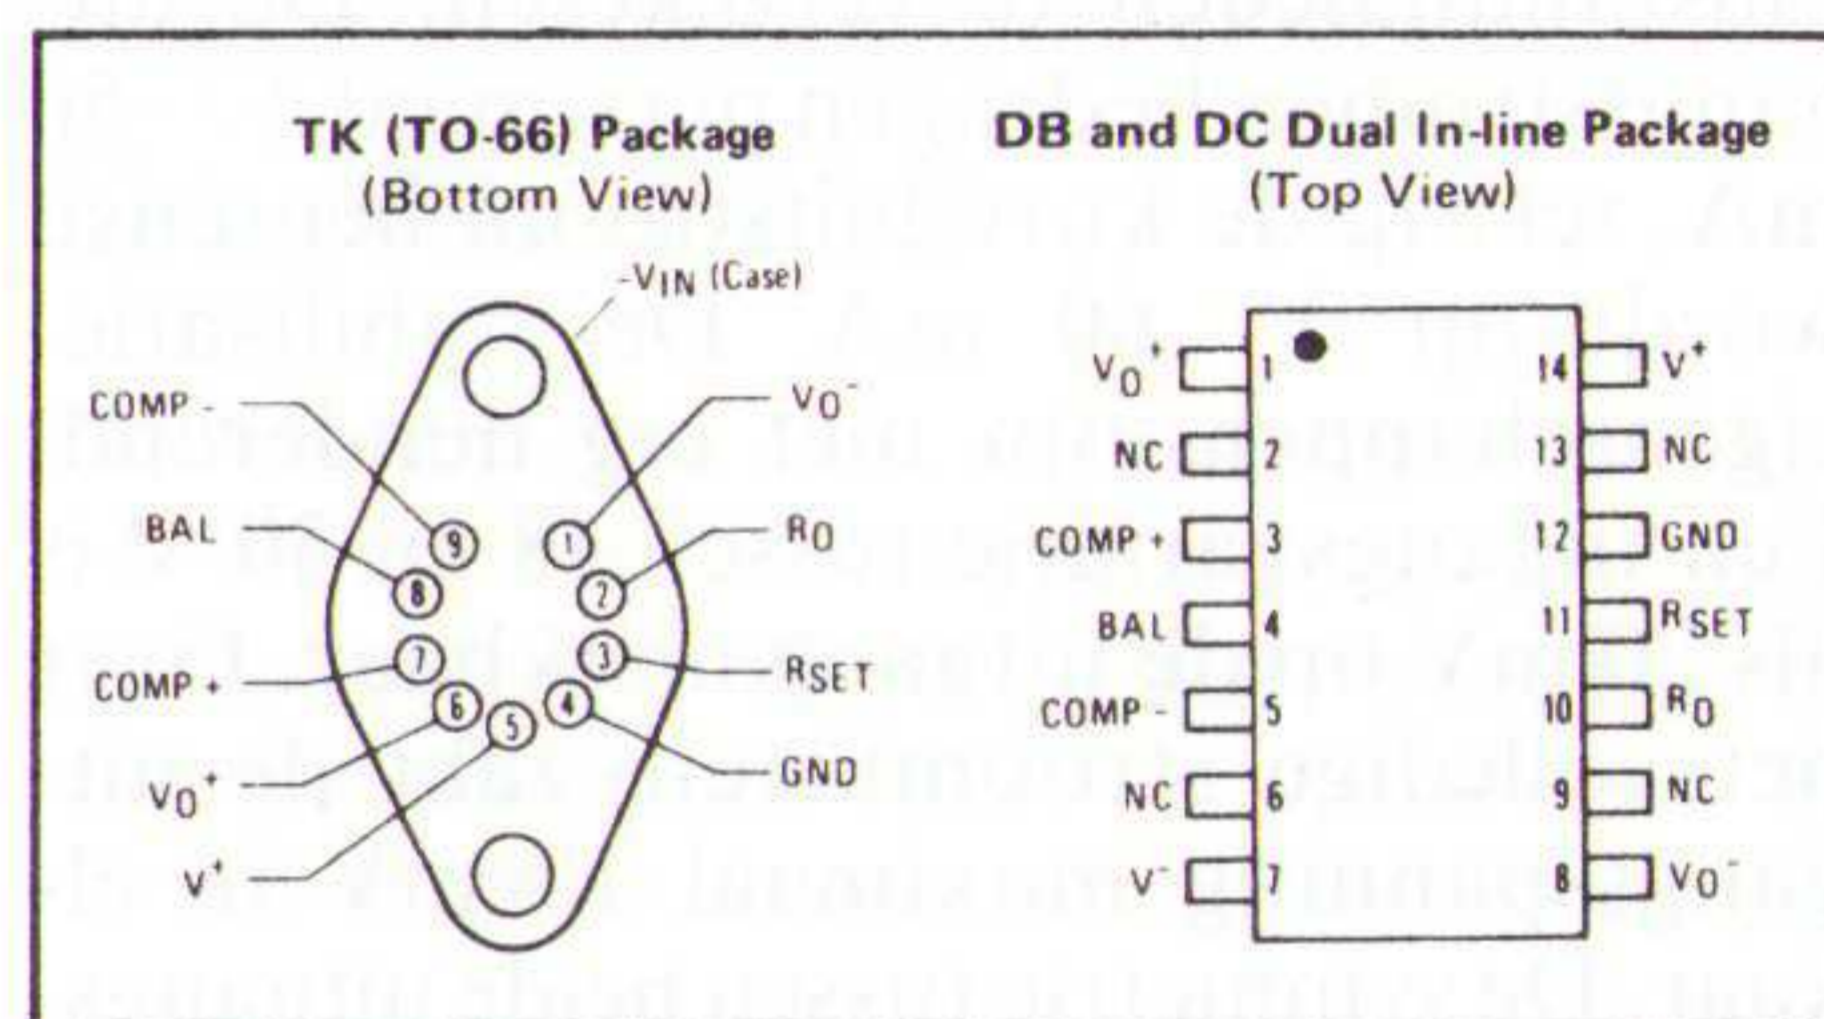 TK (TO-66) Package
(Bottom View)
-VIN (Case)
COMP -
VO-
BAL
RO
9
1
8
2
7
3
6
4
5
COMP +
RSET
VO+
GND
V+
DB and DC Dual In-line Package
(Top View)
VO+ 1 14 V+
NC 2 13 NC
COMP + 3 12 GND
BAL 4 11 RSET
COMP - 5 10 RO
NC 6 9 NC
V- 7 8 VO-